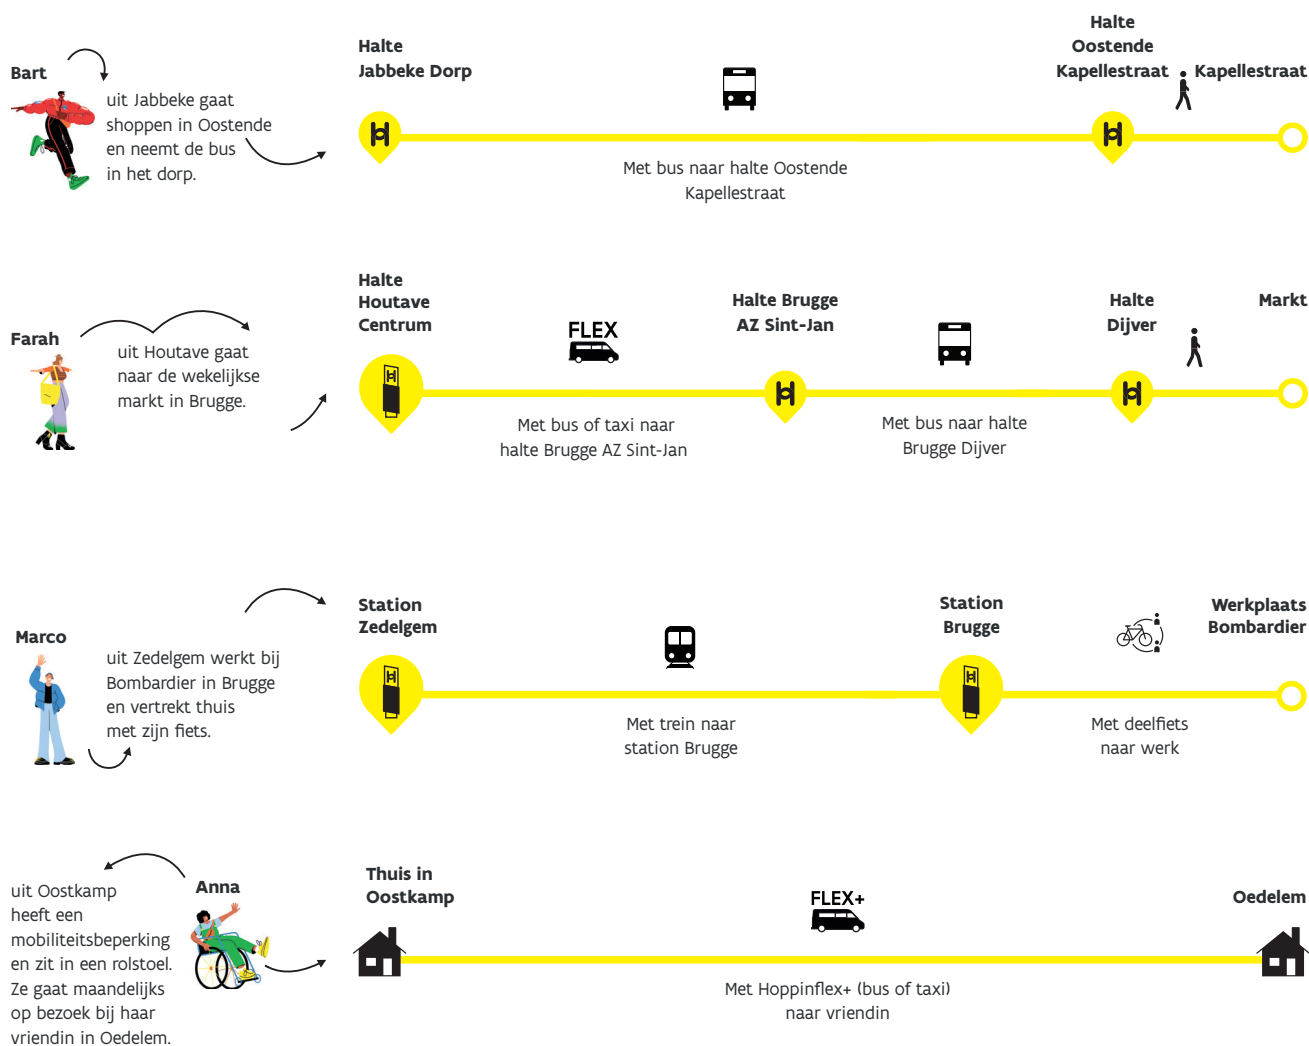 Bart
uit Jabbeke gaat
shoppen in Oostende
en neemt de bus
in het dorp.
Halte
Jabbeke Dorp
Halte
Oostende
Kapellestraat
Kapellestraat
Met bus naar halte Oostende
Kapellestraat
Farah
uit Houtave gaat
naar de wekelijkse
markt in Brugge.
Halte
Houtave
Centrum
FLEX
Halte Brugge
AZ Sint-Jan
Halte
Dijver
Markt
Met bus of taxi naar
halte Brugge AZ Sint-Jan
Met bus naar halte
Brugge Dijver
Marco
uit Zedelgem werkt bij
Bombardier in Brugge
en vertrekt thuis
met zijn fiets.
Station
Zedelgem
Station
Brugge
Werkplaats
Bombardier
Met trein naar
station Brugge
Met deelfiets
naar werk
Anna
uit Oostkamp
heeft een
mobiliteitsbeperking
en zit in een rolstoel.
Ze gaat maandelijks
op bezoek bij haar
vriendin in Oedelem.
Thuis in
Oostkamp
FLEX+
Oedelem
Met Hoppinflex+ (bus of taxi)
naar vriendin